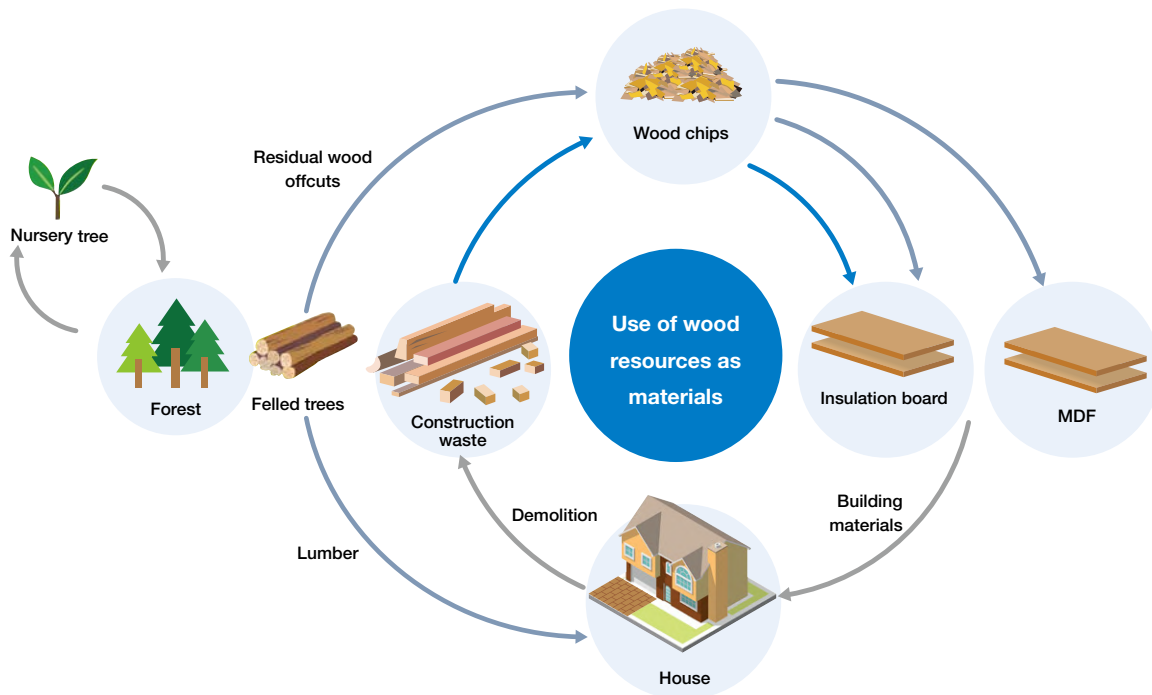 Wood chips
Residual wood
offcuts
Nursery tree
Use of wood
resources as
materials
Forest
Felled trees
Construction
waste
Insulation board
MDF
Demolition
Building
materials
Lumber
House